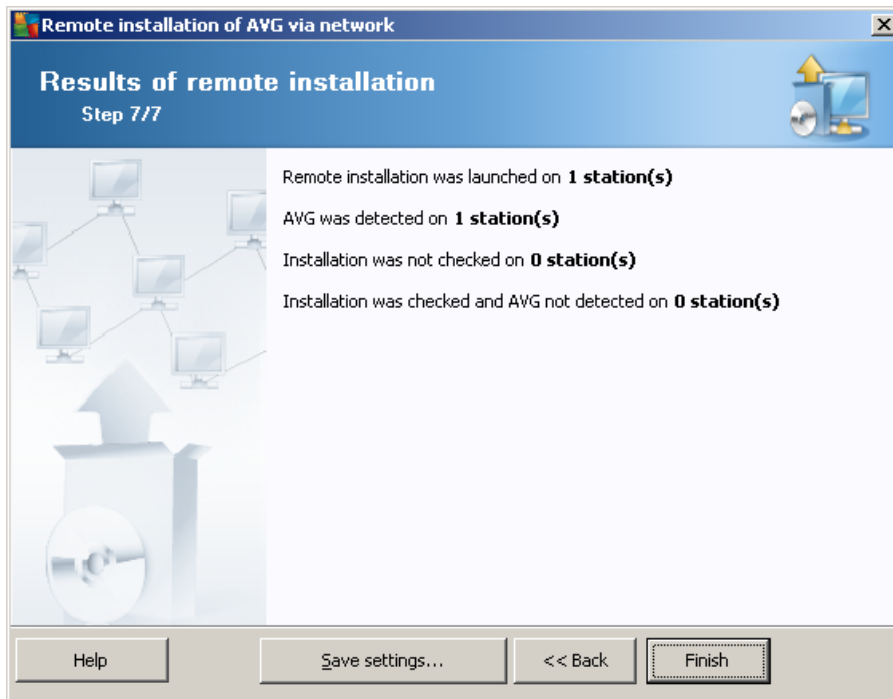 Remote installation of AVG via network
Results of remote installation
Step 7/7
Remote installation was launched on 1 station(s)
AVG was detected on 1 station(s)
Installation was not checked on 0 station(s)
Installation was checked and AVG not detected on 0 station(s)
Help
Save settings...
<< Back
Finish